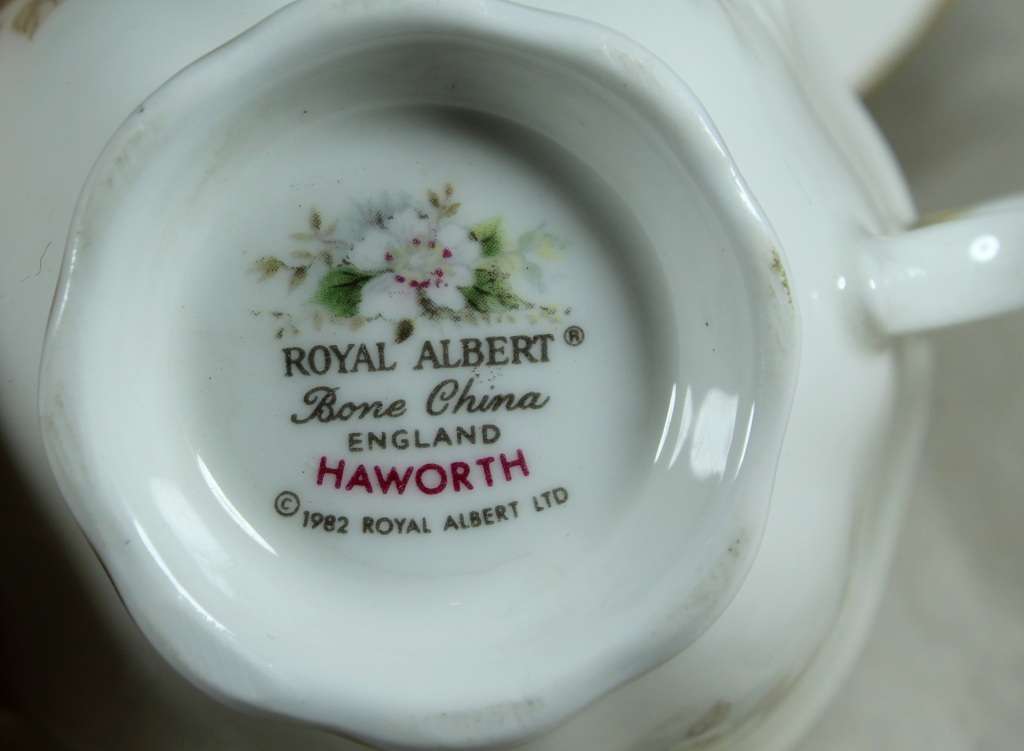 ROYAL ALBERT ®
Bone China
ENGLAND
HAWORTH
© 1982 ROYAL ALBERT LTD